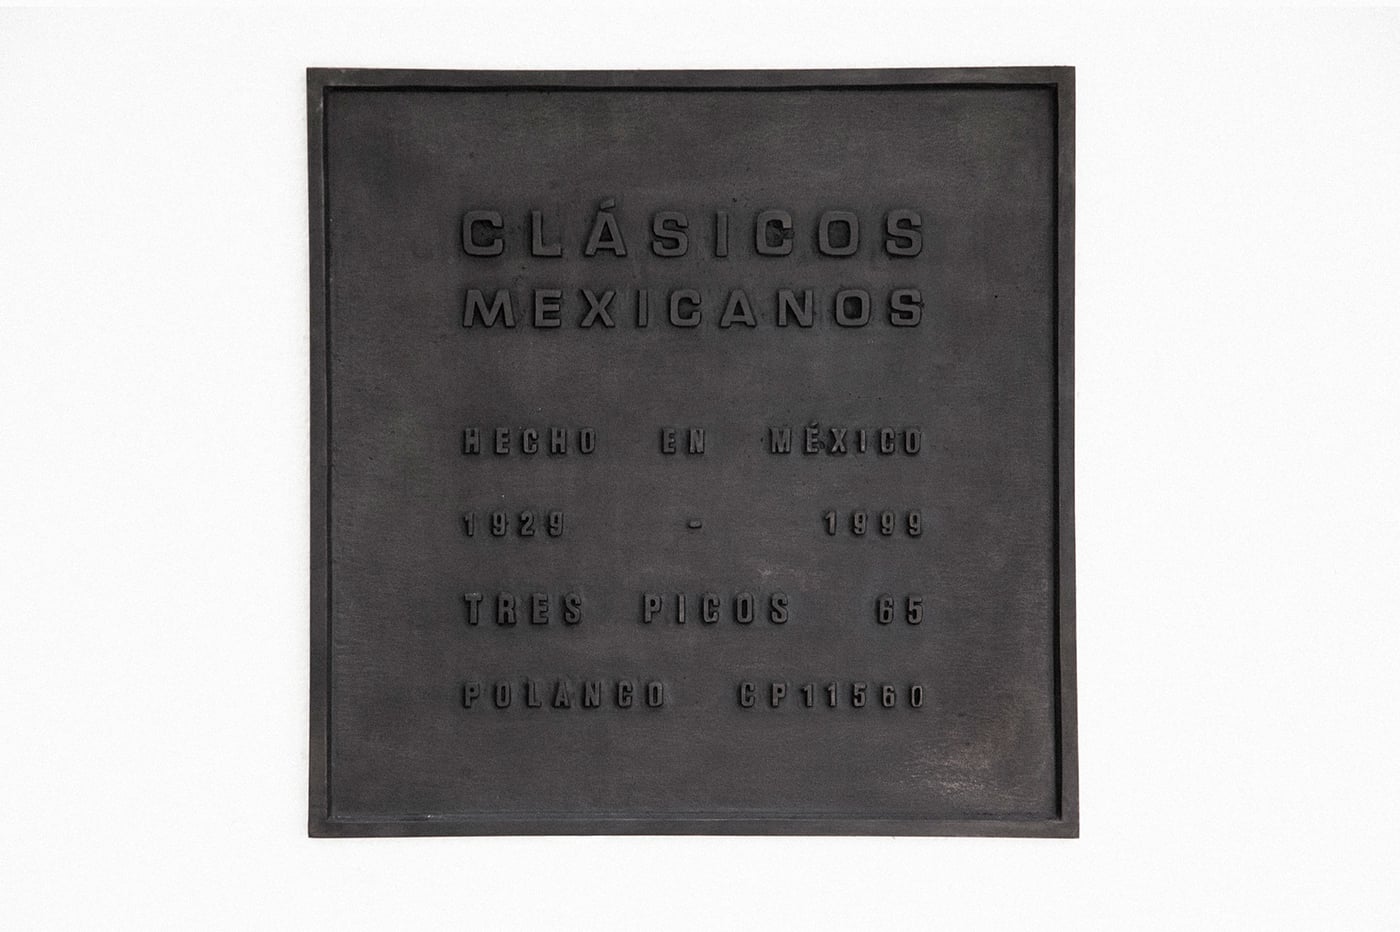 CLÁSICOS
MEXICANOS
HECHO EN MÉXICO
1929 - 1999
TRES PICOS 65
POLANCO CP11560